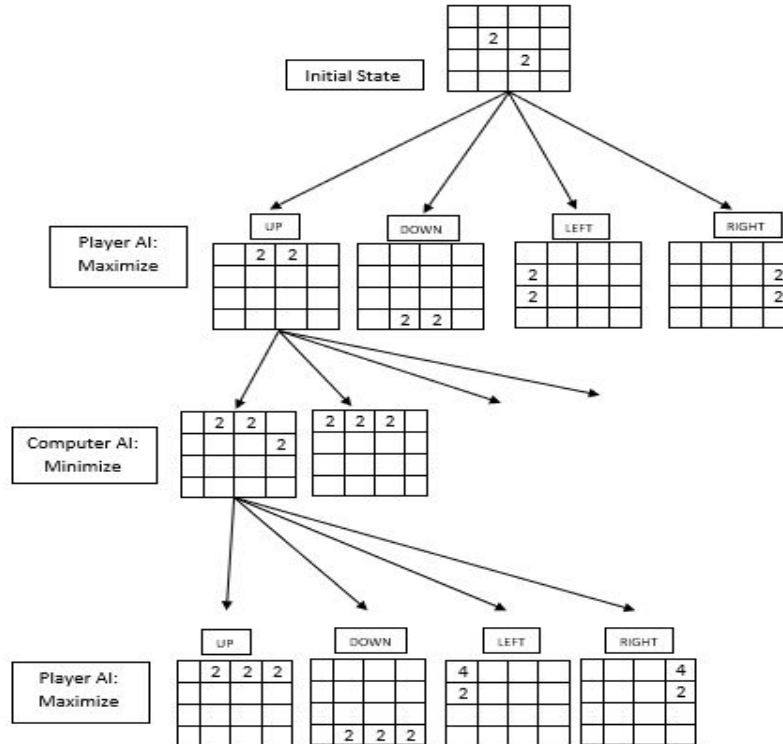 2
2
Initial State
UP
DOWN
LEFT
RIGHT
Player AI:
Maximize
2 2
2
2
2
2
2 2
Computer AI:
Minimize
2 2
2
2 2 2
UP
DOWN
LEFT
RIGHT
Player AI:
Maximize
2 2 2
4
2
4
2
2 2 2